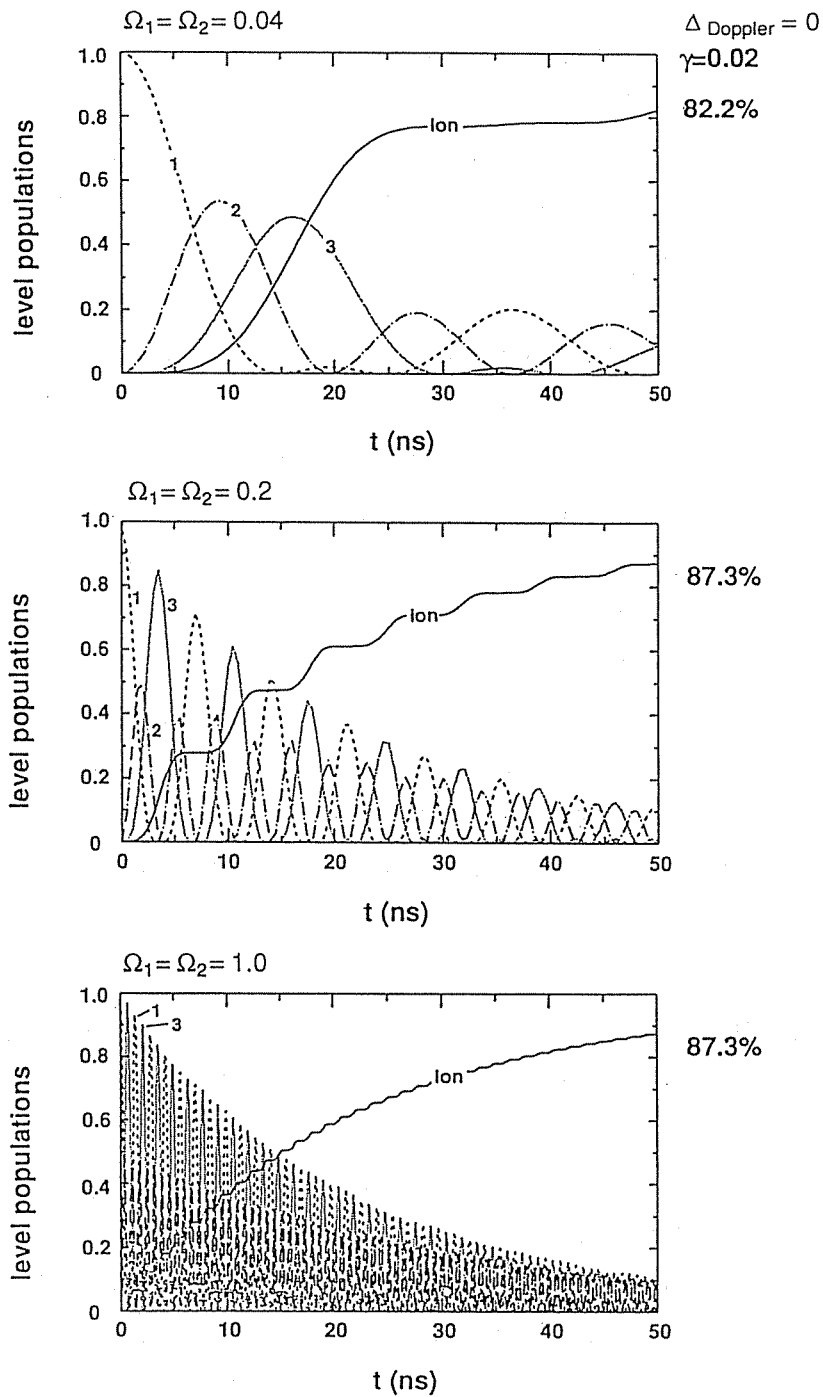 Ω₁ = Ω₂ = 0.04
Δ Doppler = 0
γ=0.02
82.2%
level populations
1.0
0.8
0.6
0.4
0.2
0
1
2
3
Ion
0 10 20 30 40 50
t (ns)
Ω₁ = Ω₂ = 0.2
87.3%
level populations
1.0
0.8
0.6
0.4
0.2
0
1
3
2
Ion
0 10 20 30 40 50
t (ns)
Ω₁ = Ω₂ = 1.0
87.3%
level populations
1.0
0.8
0.6
0.4
0.2
0
1
3
Ion
0 10 20 30 40 50
t (ns)